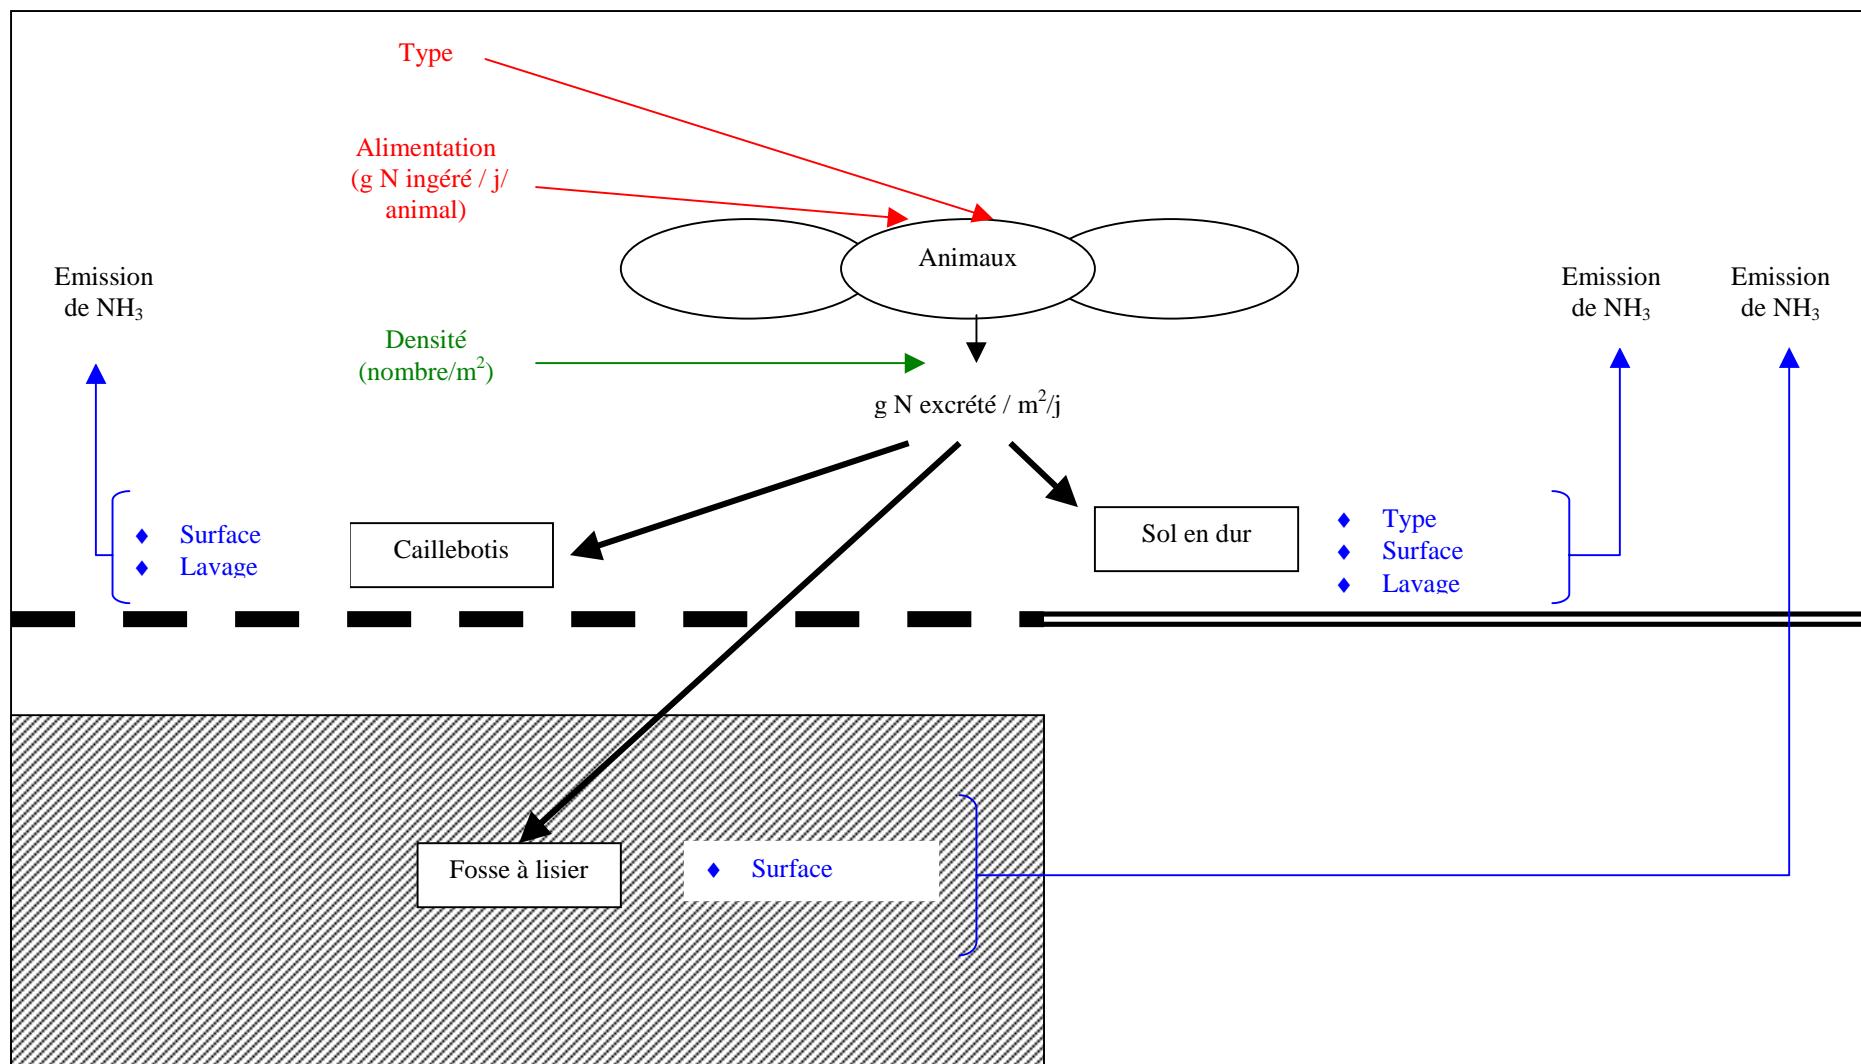 Type
Alimentation
(g N ingéré / j/
animal)
Animaux
Emission
de NH₃
Emission
de NH₃
Emission
de NH₃
Densité
(nombre/m²)
g N excrété / m²/j
♦ Surface
♦ Lavage
Caillebotis
Sol en dur
♦ Type
♦ Surface
♦ Lavage
Fosse à lisier
♦ Surface